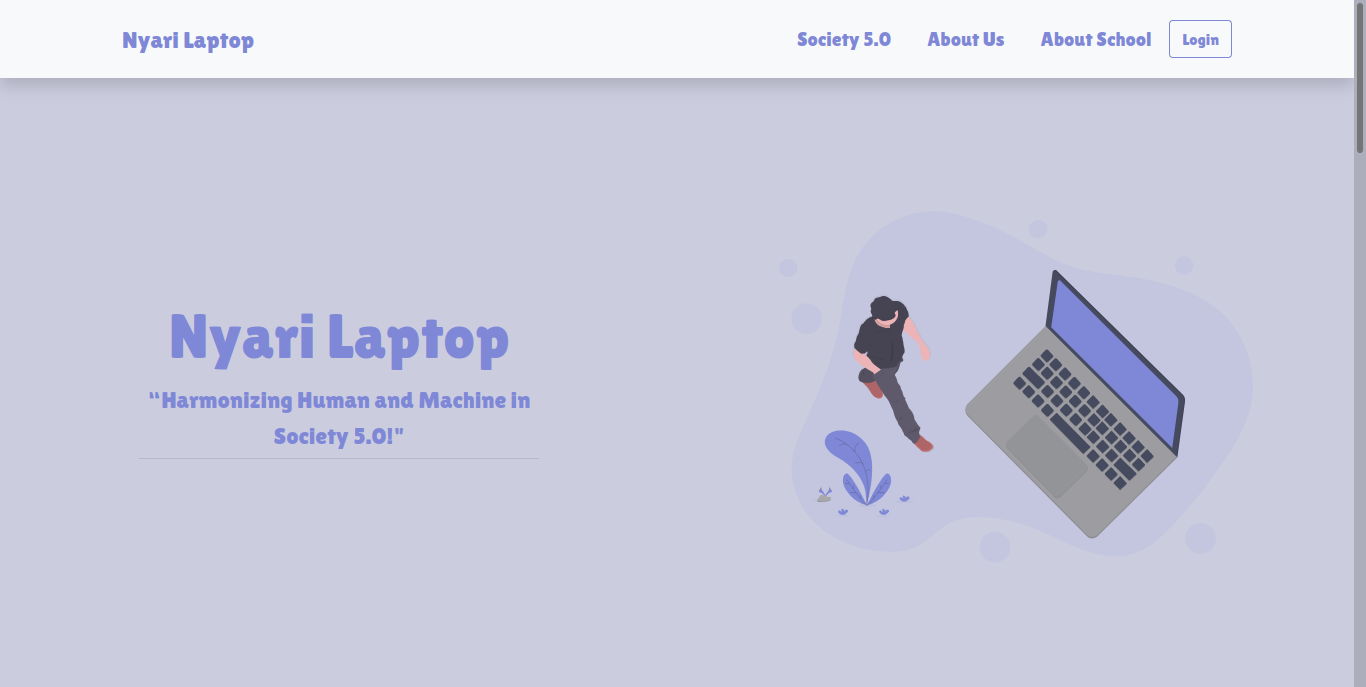 Nyari Laptop
Society 5.0
About Us
About School
Login
Nyari Laptop
“Harmonizing Human and Machine in
Society 5.0!"